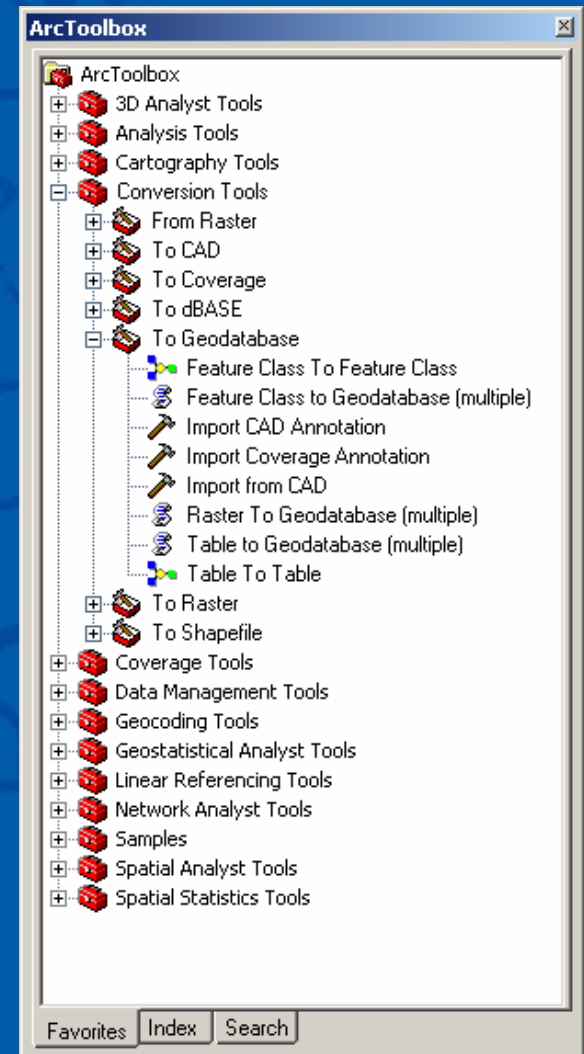 ArcToolbox
ArcToolbox
3D Analyst Tools
Analysis Tools
Cartography Tools
Conversion Tools
From Raster
To CAD
To Coverage
To dBASE
To Geodatabase
Feature Class To Feature Class
Feature Class to Geodatabase (multiple)
Import CAD Annotation
Import Coverage Annotation
Import from CAD
Raster To Geodatabase (multiple)
Table to Geodatabase (multiple)
Table To Table
To Raster
To Shapefile
Coverage Tools
Data Management Tools
Geocoding Tools
Geostatistical Analyst Tools
Linear Referencing Tools
Network Analyst Tools
Samples
Spatial Analyst Tools
Spatial Statistics Tools
Favorites Index Search